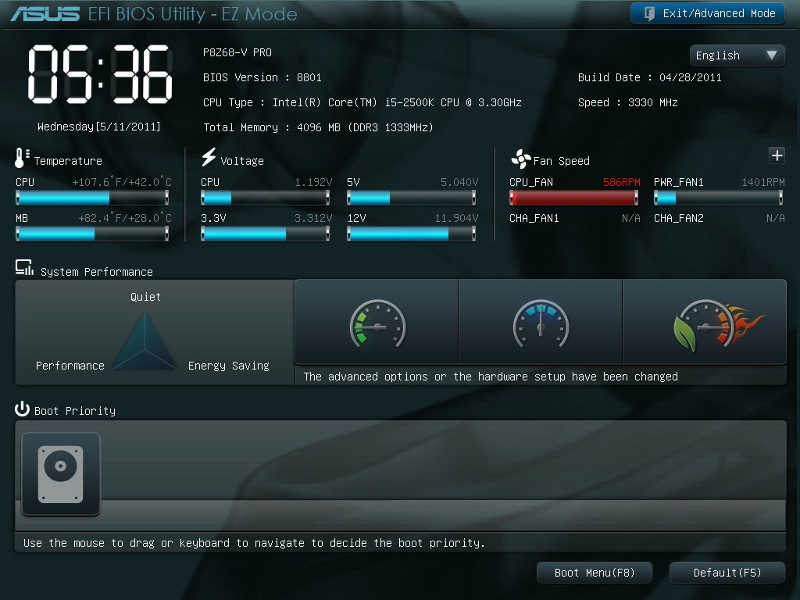 ASUS EFI BIOS Utility - EZ Mode
Exit/Advanced Mode
05:36
Wednesday[5/11/2011]
P8Z68-V PRO
English
BIOS Version : 8801
Build Date : 04/28/2011
CPU Type : Intel(R) Core(TM) i5-2500K CPU @ 3.30GHz
Speed : 3330 MHz
Total Memory : 4096 MB (DDR3 1333MHz)
Temperature
CPU +107.6°F/+42.0°C
MB +82.4°F/+28.0°C
Voltage
CPU 1.192V
5V 5.040V
3.3V 3.312V
12V 11.904V
Fan Speed
CPU_FAN 586RPM
PWR_FAN1 1401RPM
CHA_FAN1 N/A
CHA_FAN2 N/A
System Performance
Quiet
Performance
Energy Saving
The advanced options or the hardware setup have been changed
Boot Priority
Use the mouse to drag or keyboard to navigate to decide the boot priority.
Boot Menu(F8)
Default(F5)